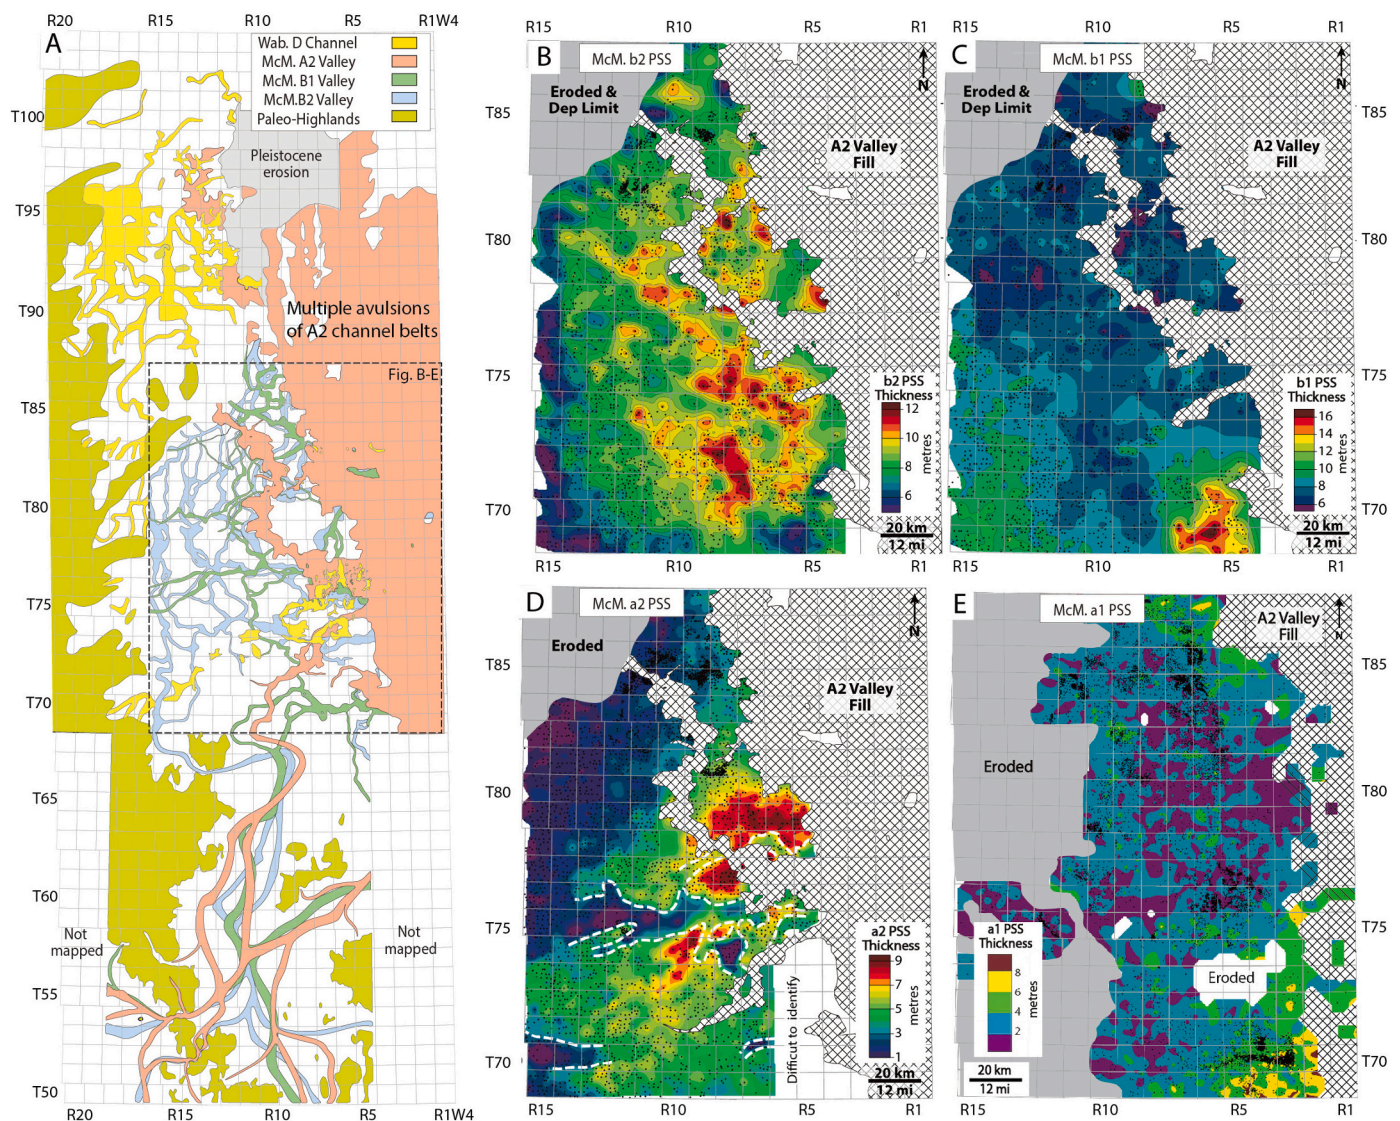 R20 R15 R10 R5 R1W4
A
Wab. D Channel
McM. A2 Valley
McM. B1 Valley
McM.B2 Valley
Paleo-Highlands
T100
T95
T90
T85
T80
T75
T70
T65
T60
T55
T50
Pleistocene
erosion
Multiple avulsions
of A2 channel belts
Fig. B-E
Not
mapped
Not
mapped
R20 R15 R10 R5 R1W4
R15 R10 R5 R1
B
McM. b2 PSS
Eroded &
Dep Limit
A2 Valley
Fill
N
T85
T80
T75
T70
b2 PSS
Thickness
12
10
8
6
metres
20 km
12 mi
R15 R10 R5 R1
R15 R10 R5 R1
C
McM. b1 PSS
Eroded &
Dep Limit
A2 Valley
Fill
N
T85
T80
T75
T70
b1 PSS
Thickness
16
14
12
10
8
6
metres
20 km
12 mi
R15 R10 R5 R1
D
McM. a2 PSS
Eroded
A2 Valley
Fill
N
T85
T80
T75
T70
Difficut to identify
a2 PSS
Thickness
9
7
5
3
1
metres
20 km
12 mi
R15 R10 R5 R1
E
McM. a1 PSS
A2 Valley
Fill
N
Eroded
Eroded
T85
T80
T75
T70
a1 PSS
Thickness
8
6
4
2
metres
20 km
12 mi
R15 R10 R5 R1